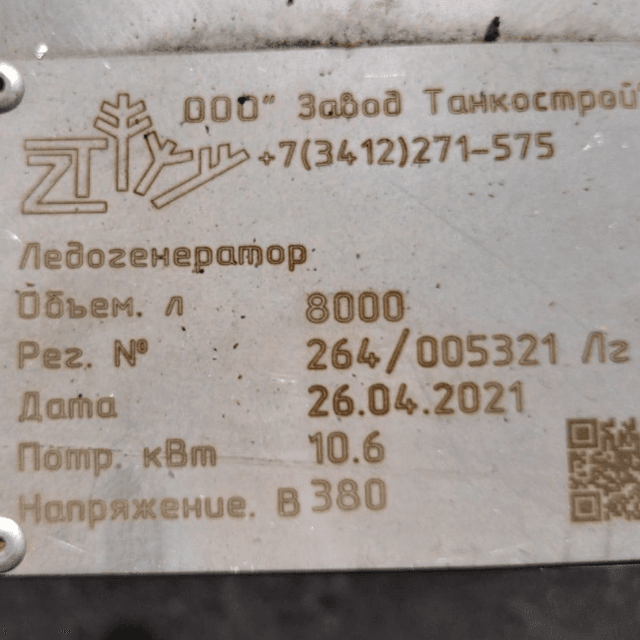 ООО" Завод Танкострой"
+7(3412)271-575
Ледогенератор
Объем. л 8000
Рег. № 264/005321 Лг
Дата 26.04.2021
Потр. кВт 10.6
Напряжение. В 380